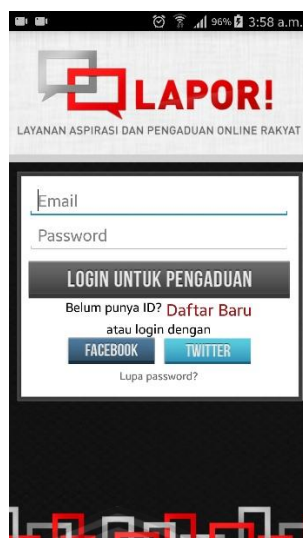 96% 3:58 a.m.
LAPOR!
LAYANAN ASPIRASI DAN PENGADUAN ONLINE RAKYAT
Email
Password
LOGIN UNTUK PENGADUAN
Belum punya ID? Daftar Baru
atau login dengan
FACEBOOK TWITTER
Lupa password?